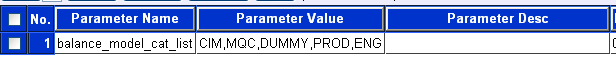 No. Parameter Name Parameter Value Parameter Desc
1 balance_model_cat_list CIM,MQC,DUMMY,PROD,ENG